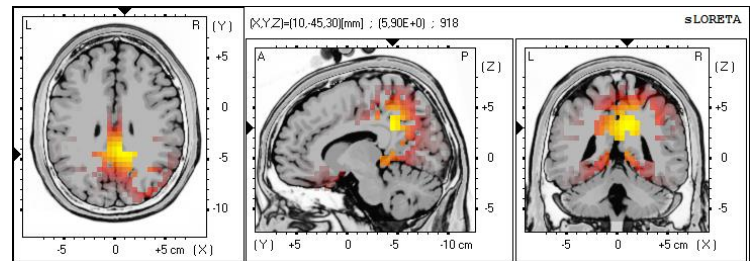 (X,Y,Z)=(10,-45,30)[mm] ; (5,90E+0) ; 918
sLORETA
L R (Y)
+5
0
-5
-10
-5 0 +5 cm (X)
A P (Z)
+5
0
-5
(Y) +5 0 -5 -10 cm
L R (Z)
+5
0
-5
-5 0 +5 cm (X)